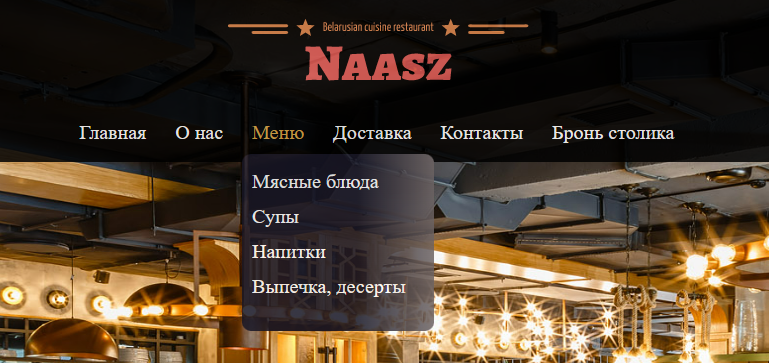 Belarusian cuisine restaurant
NAASZ
Главная О нас Меню Доставка Контакты Бронь столика
Мясные блюда
Супы
Напитки
Выпечка, десерты